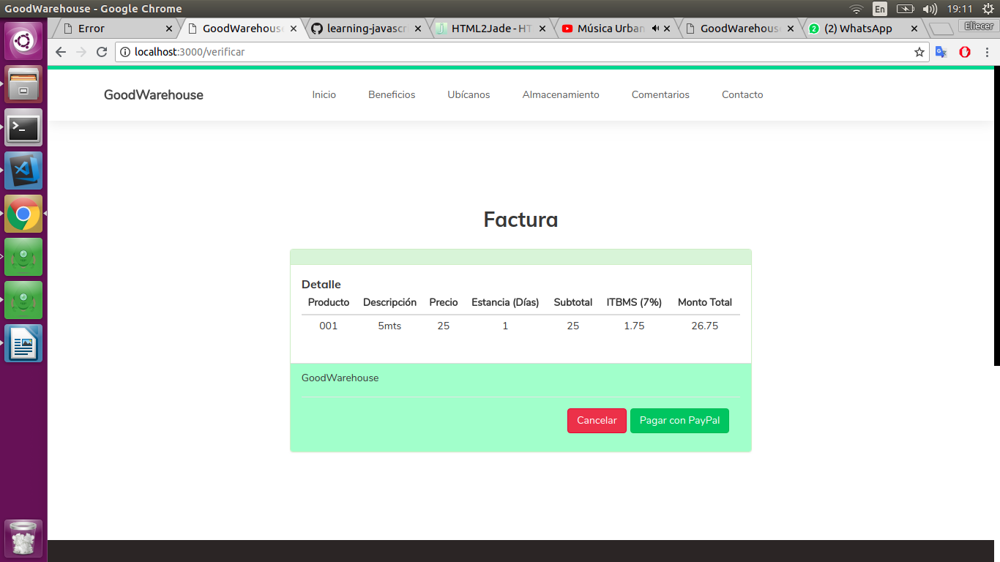 GoodWarehouse - Google Chrome En 19:11
Error GoodWarehous learning-javascr HTML2Jade - HT Música Urban GoodWarehous (2) WhatsApp Eliecer
localhost:3000/verificar
GoodWarehouse Inicio Beneficios Ubícanos Almacenamiento Comentarios Contacto
Factura
Detalle
Producto Descripción Precio Estancia (Días) Subtotal ITBMS (7%) Monto Total
001 5mts 25 1 25 1.75 26.75
GoodWarehouse
Cancelar Pagar con PayPal